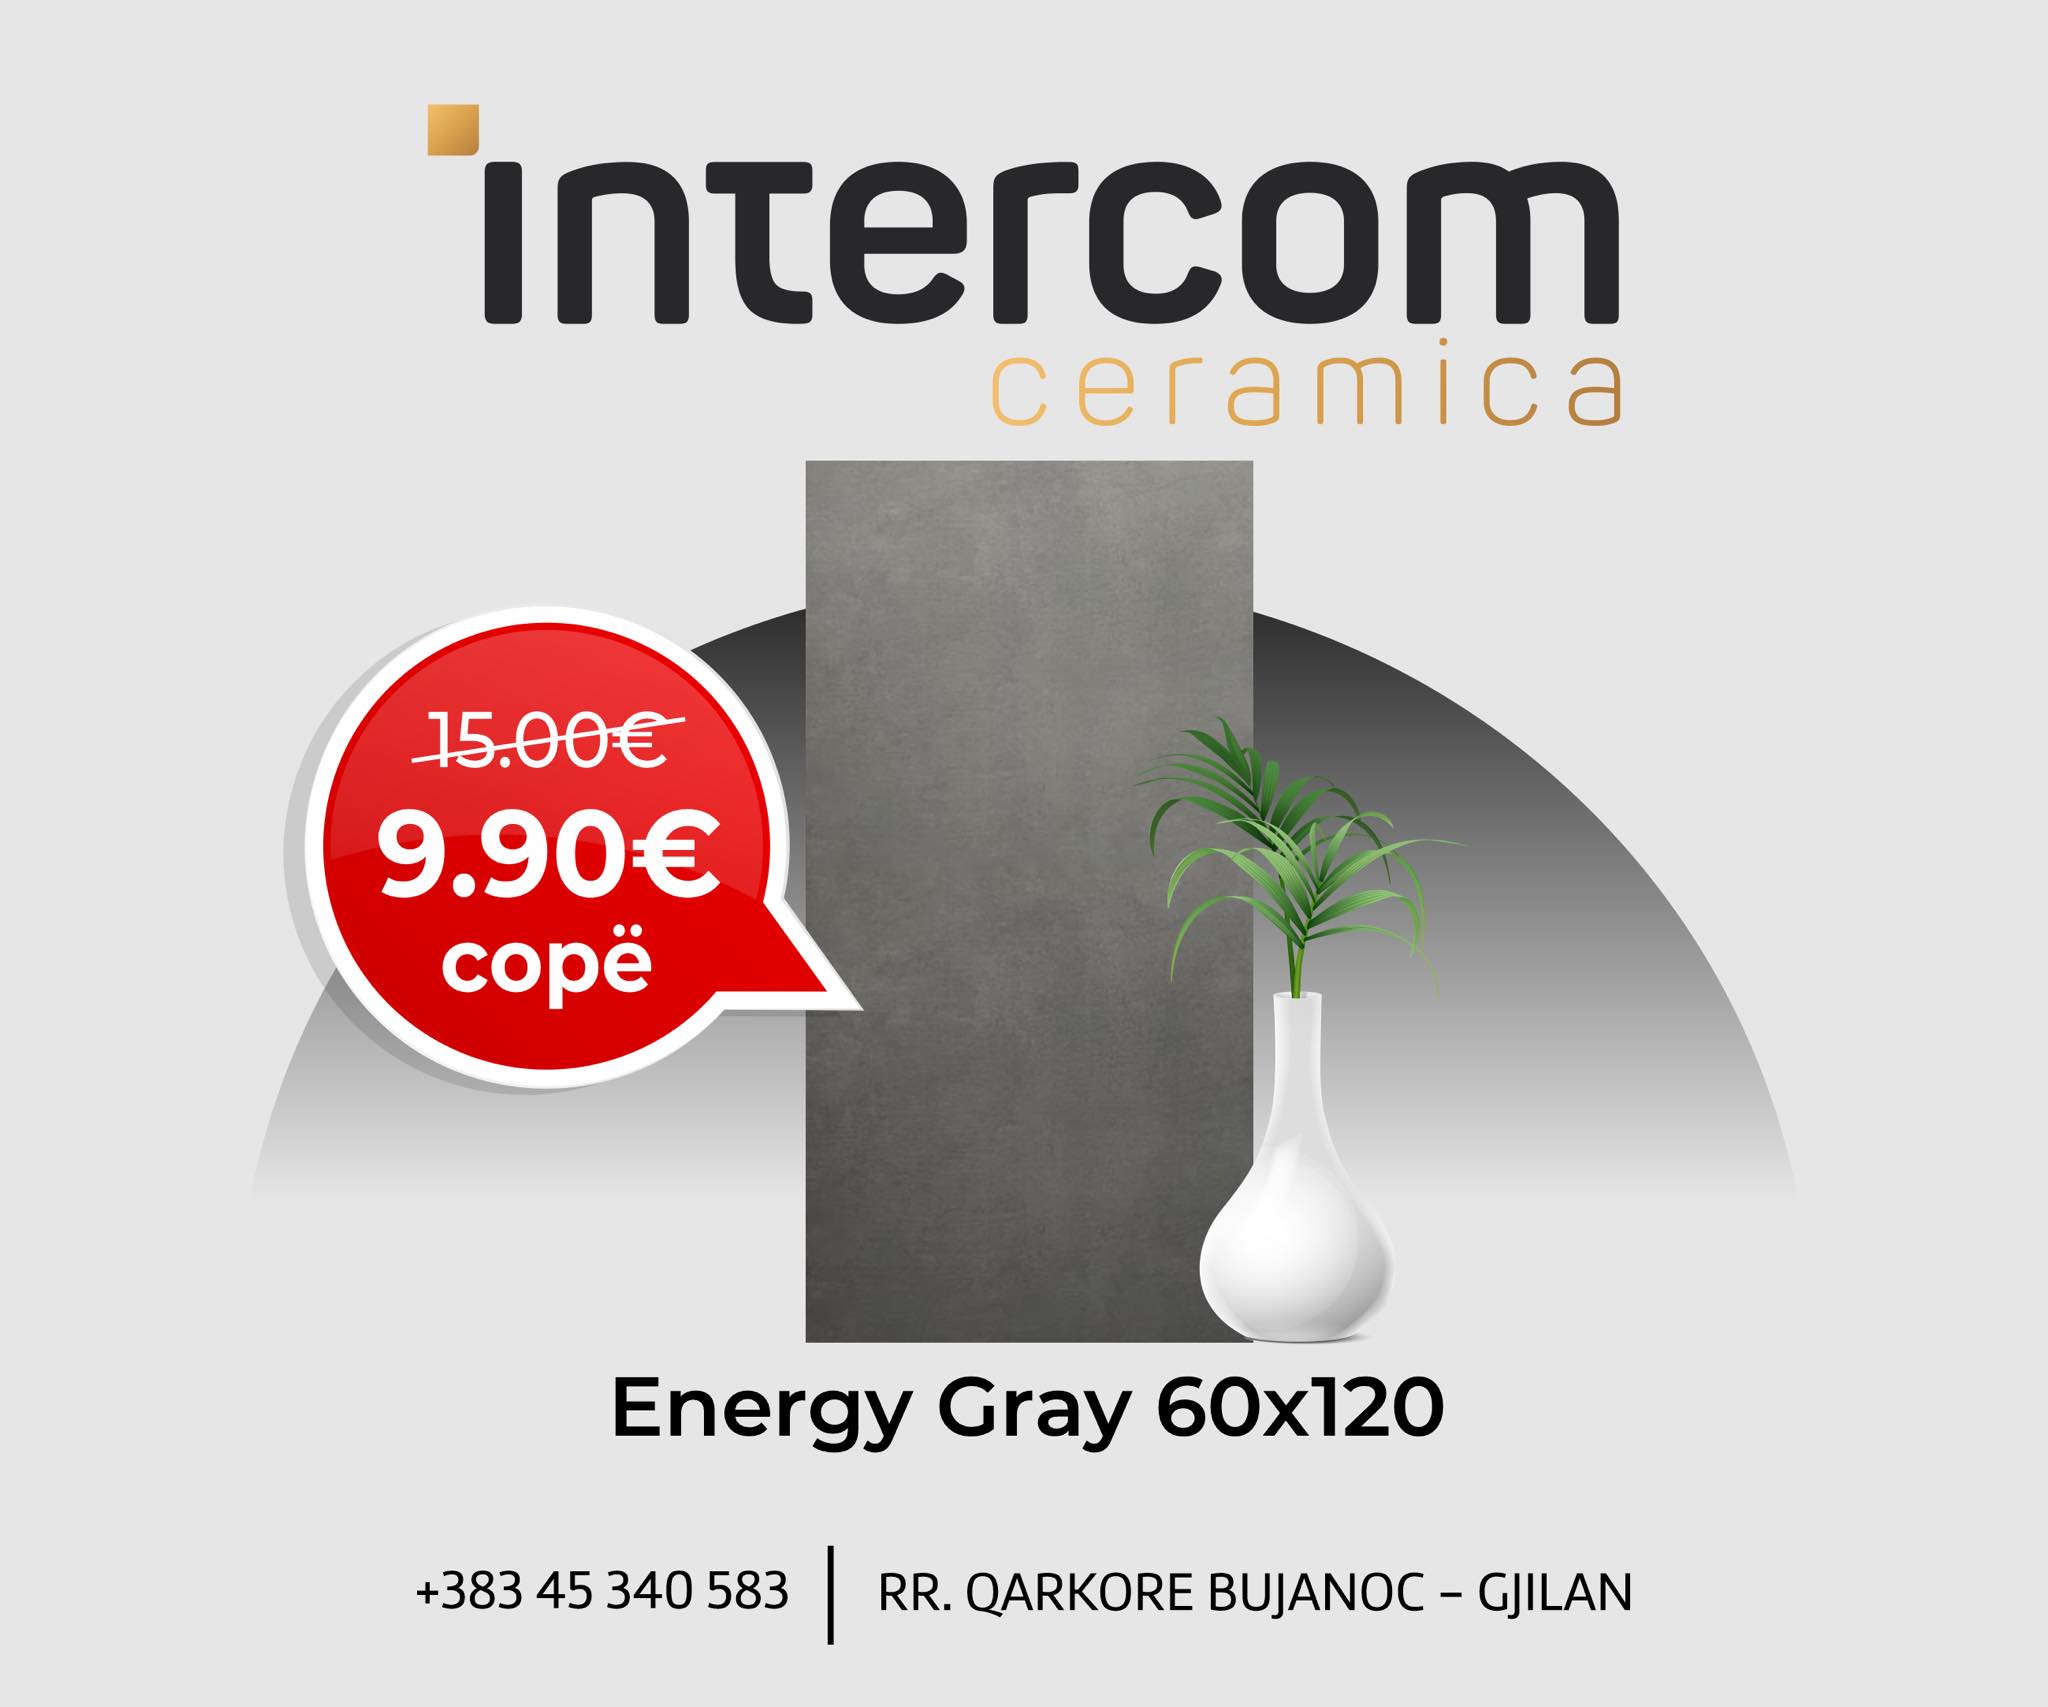 intercom
ceramica
15.00€
9.90€
copë
Energy Gray 60x120
+383 45 340 583
RR. QARKORE BUJANOC – GJILAN